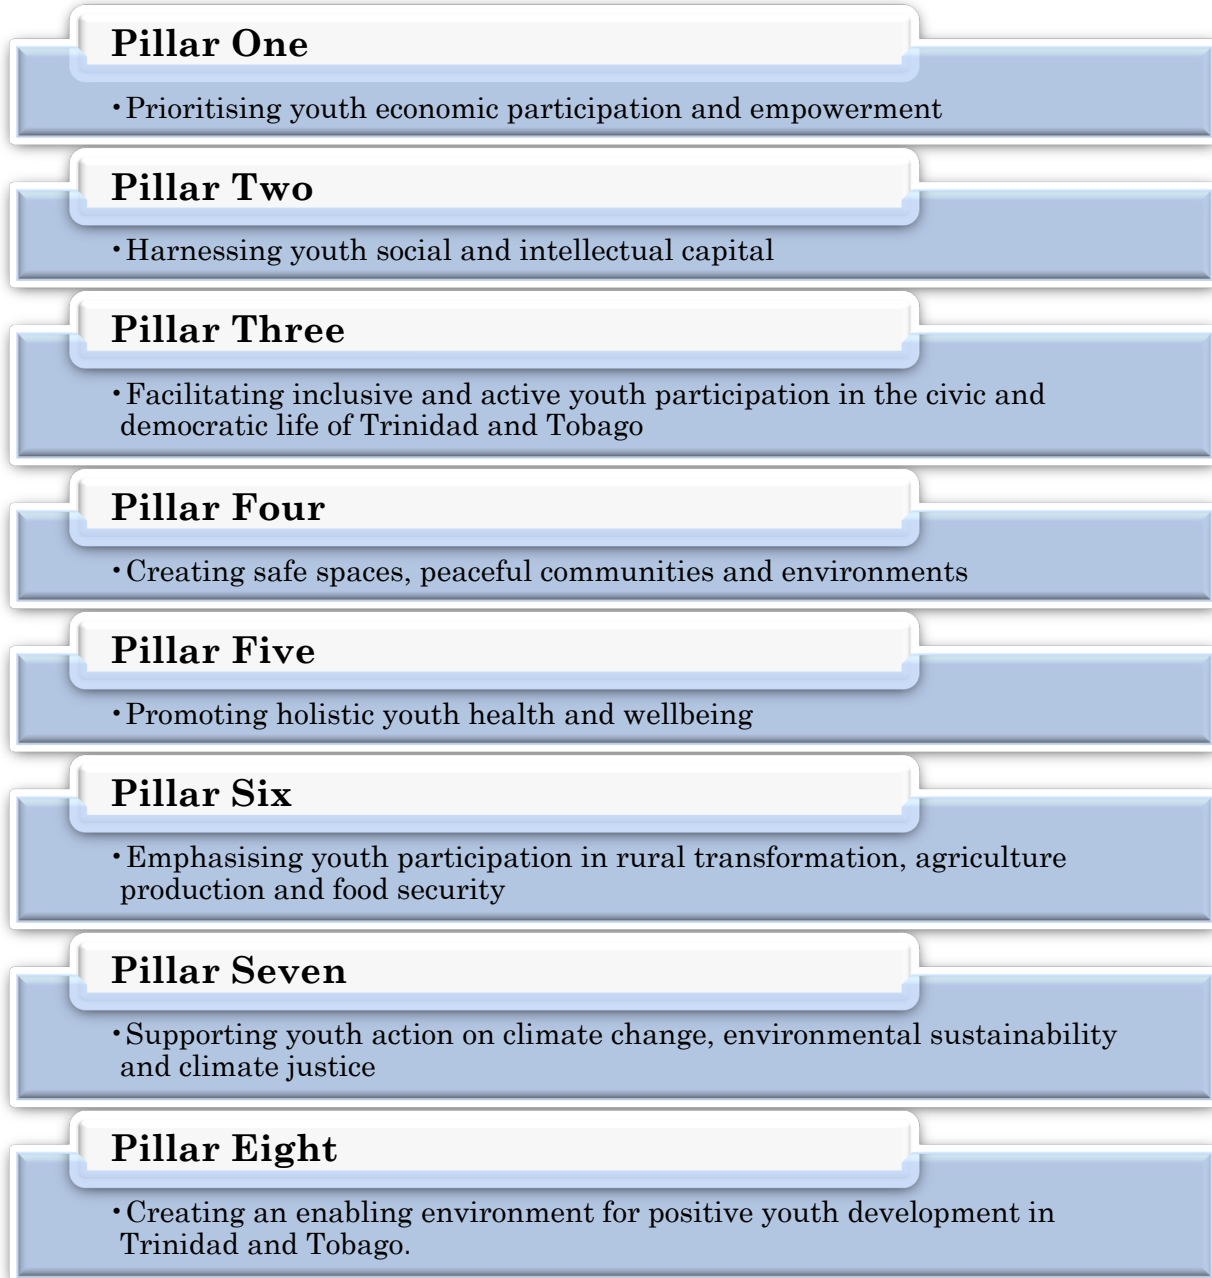 Pillar One
•Prioritising youth economic participation and empowerment
Pillar Two
•Harnessing youth social and intellectual capital
Pillar Three
•Facilitating inclusive and active youth participation in the civic and
democratic life of Trinidad and Tobago
Pillar Four
•Creating safe spaces, peaceful communities and environments
Pillar Five
•Promoting holistic youth health and wellbeing
Pillar Six
•Emphasising youth participation in rural transformation, agriculture
production and food security
Pillar Seven
•Supporting youth action on climate change, environmental sustainability
and climate justice
Pillar Eight
•Creating an enabling environment for positive youth development in
Trinidad and Tobago.